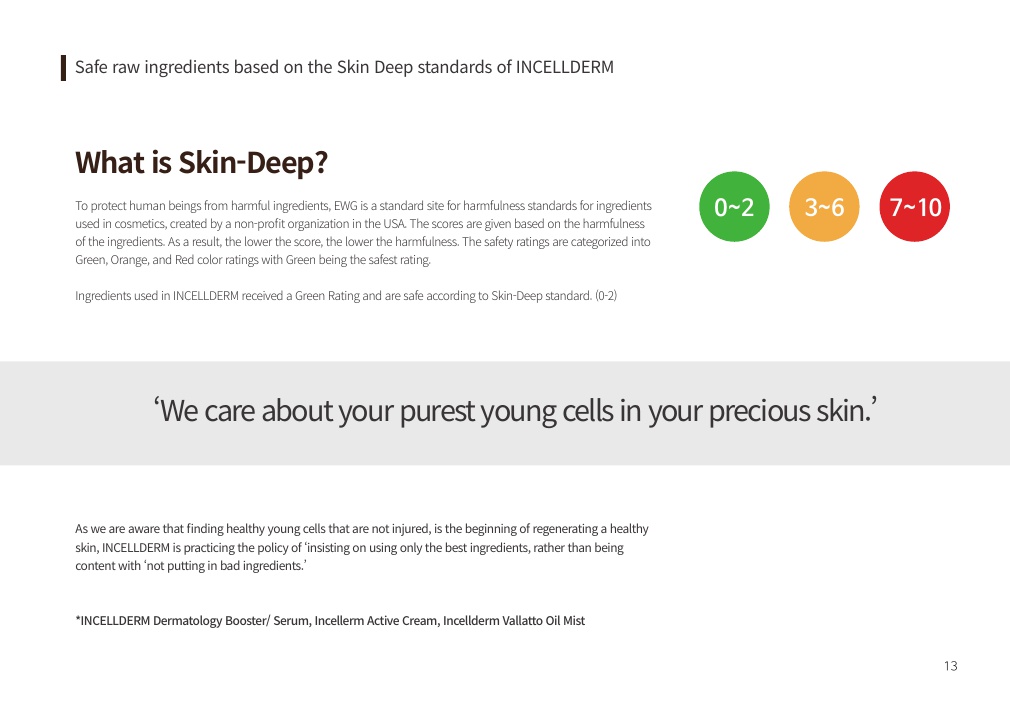 Safe raw ingredients based on the Skin Deep standards of INCELLDERM
What is Skin-Deep?
To protect human beings from harmful ingredients, EWG is a standard site for harmfulness standards for ingredients
used in cosmetics, created by a non-profit organization in the USA. The scores are given based on the harmfulness
of the ingredients. As a result, the lower the score, the lower the harmfulness. The safety ratings are categorized into
Green, Orange, and Red color ratings with Green being the safest rating.
Ingredients used in INCELLDERM received a Green Rating and are safe according to Skin-Deep standard. (0-2)
0~2 3~6 7~10
‘We care about your purest young cells in your precious skin.’
As we are aware that finding healthy young cells that are not injured, is the beginning of regenerating a healthy
skin, INCELLDERM is practicing the policy of ‘insisting on using only the best ingredients, rather than being
content with ‘not putting in bad ingredients.’
*INCELLDERM Dermatology Booster/ Serum, Incellerm Active Cream, Incellderm Vallatto Oil Mist
13